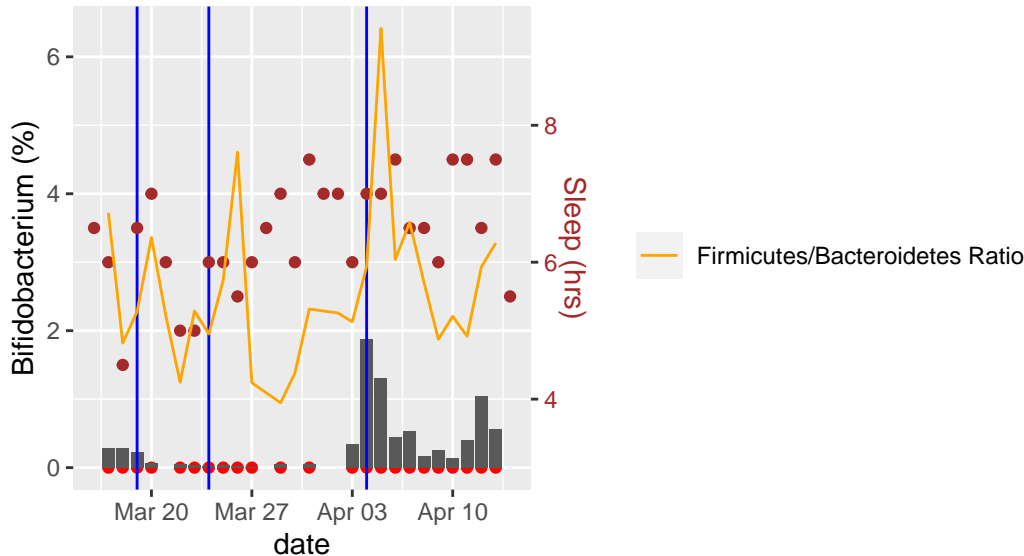 6
4
2
0
Bifidobacterium (%)
8
6
4
Sleep (hrs)
Mar 20
Mar 27
Apr 03
Apr 10
date
Firmicutes/Bacteroidetes Ratio